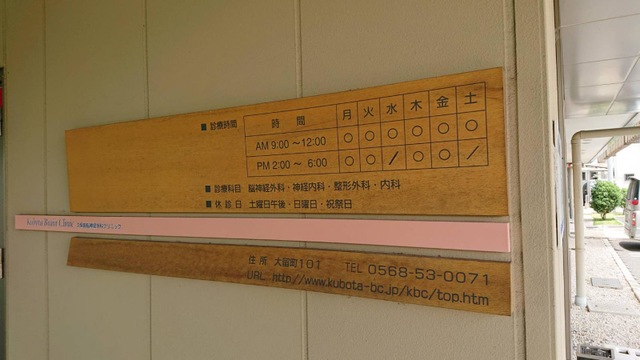 ■ 診療時間
時 間 月 火 水 木 金 土
AM 9:00 ～12:00 ○ ○ ○ ○ ○ ○
PM 2:00 ～ 6:00 ○ ○ / ○ ○ /
■ 診療科目 脳神経外科・神経内科・整形外科・内科
■ 休 診 日 土曜日午後・日曜日・祝祭日
Kubota Brain Clinic
住 所 大留町101 TEL 0568-53-0071
URL http://www.kubota-bc.jp/kbc/top.htm